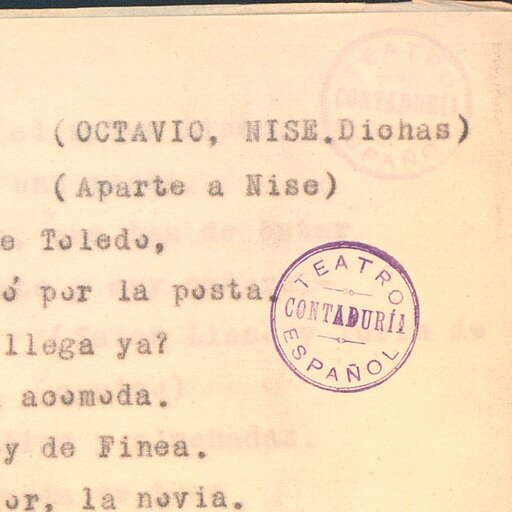 (OCTAVIO, NISE.Dichas)
(Aparte a Nise)
e Toledo,
ó por la posta.
llega ya?
acomoda.
y de Finea.
or, la novia.
TEATRO
CONTADURÍA
ESPAÑOL
TEATRO
CONTADURÍA
ESPAÑOL